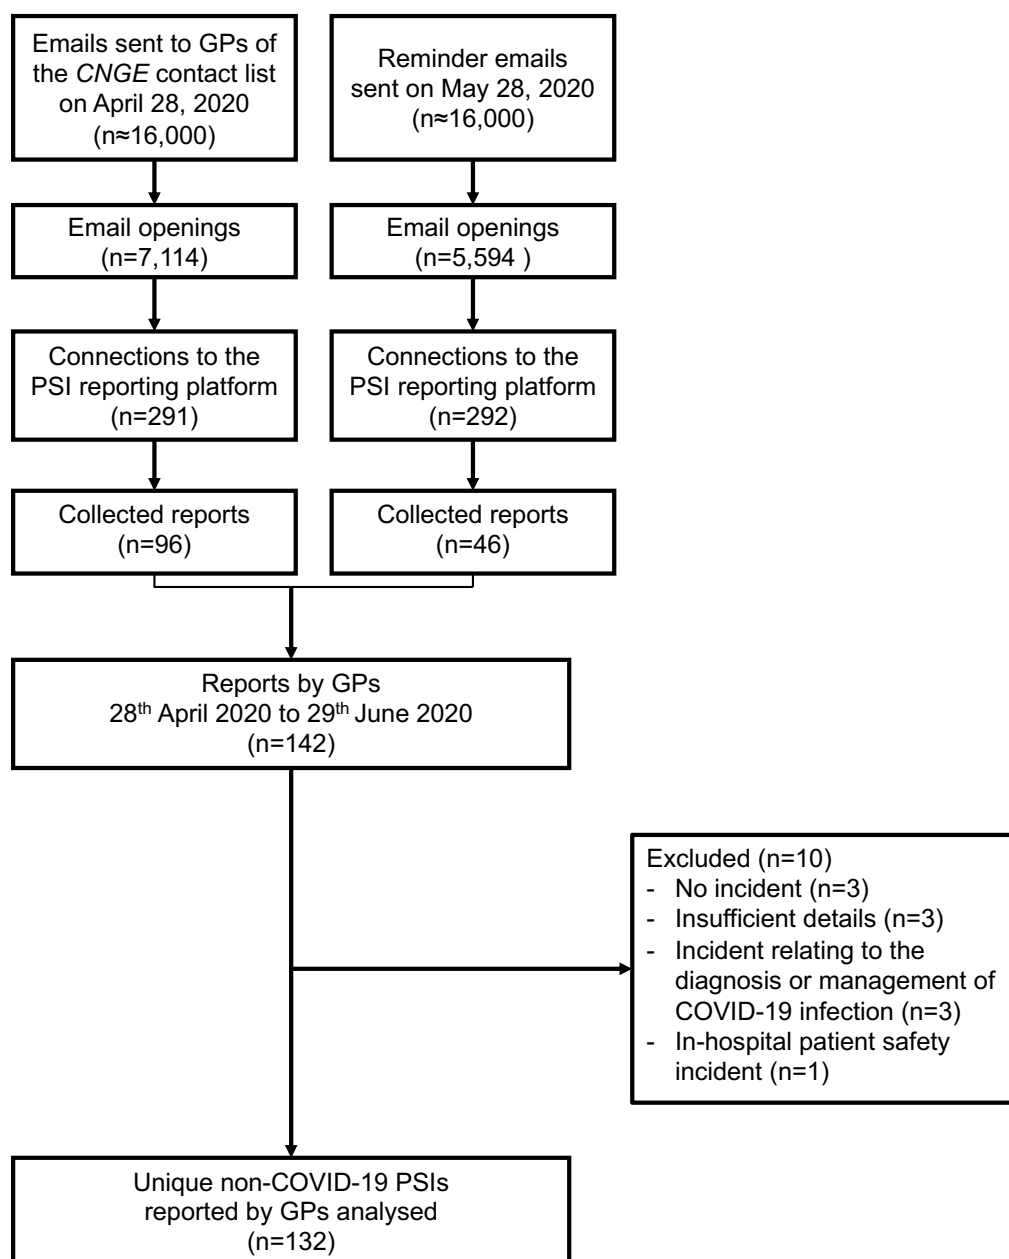 Emails sent to GPs of
the CNGE contact list
on April 28, 2020
(n≈16,000)
Reminder emails
sent on May 28, 2020
(n≈16,000)
Email openings
(n=7,114)
Email openings
(n=5,594 )
Connections to the
PSI reporting platform
(n=291)
Connections to the
PSI reporting platform
(n=292)
Collected reports
(n=96)
Collected reports
(n=46)
Reports by GPs
28th April 2020 to 29th June 2020
(n=142)
Excluded (n=10)
- No incident (n=3)
- Insufficient details (n=3)
- Incident relating to the
diagnosis or management of
COVID-19 infection (n=3)
- In-hospital patient safety
incident (n=1)
Unique non-COVID-19 PSIs
reported by GPs analysed
(n=132)